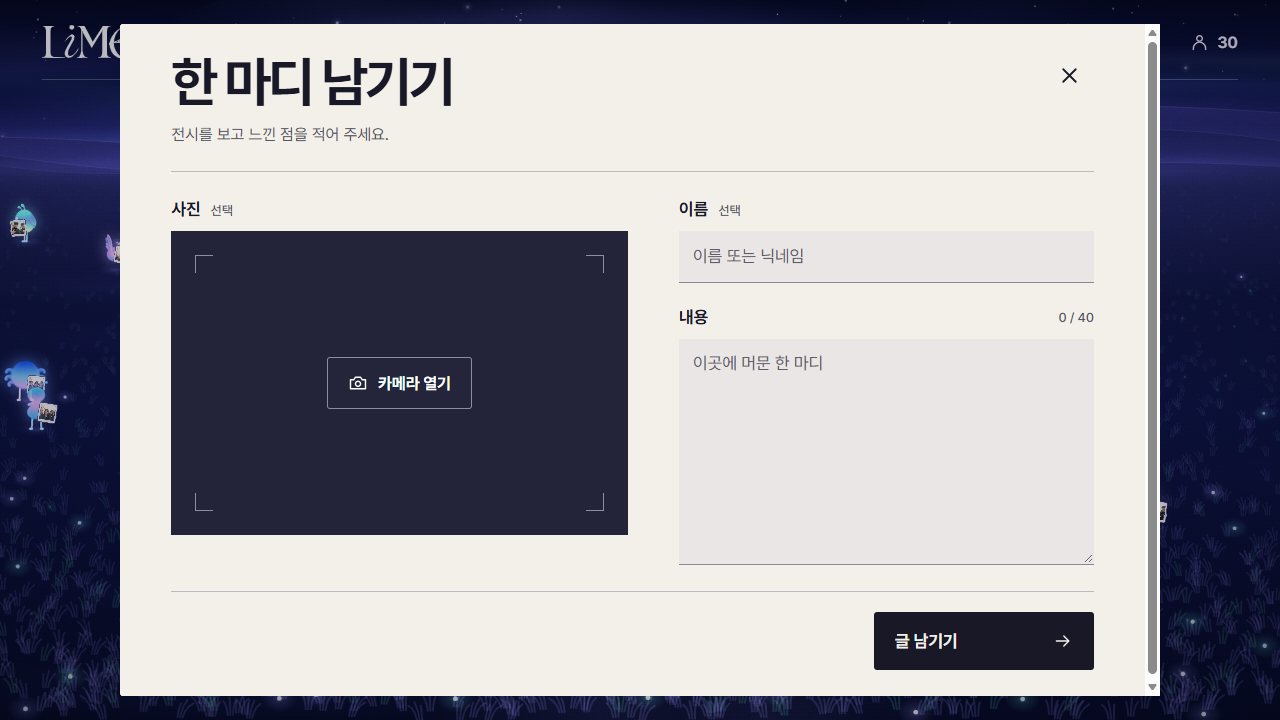 30
한 마디 남기기
전시를 보고 느낀 점을 적어 주세요.
사진 선택
카메라 열기
이름 선택
이름 또는 닉네임
내용 0 / 40
이곳에 머문 한 마디
글 남기기